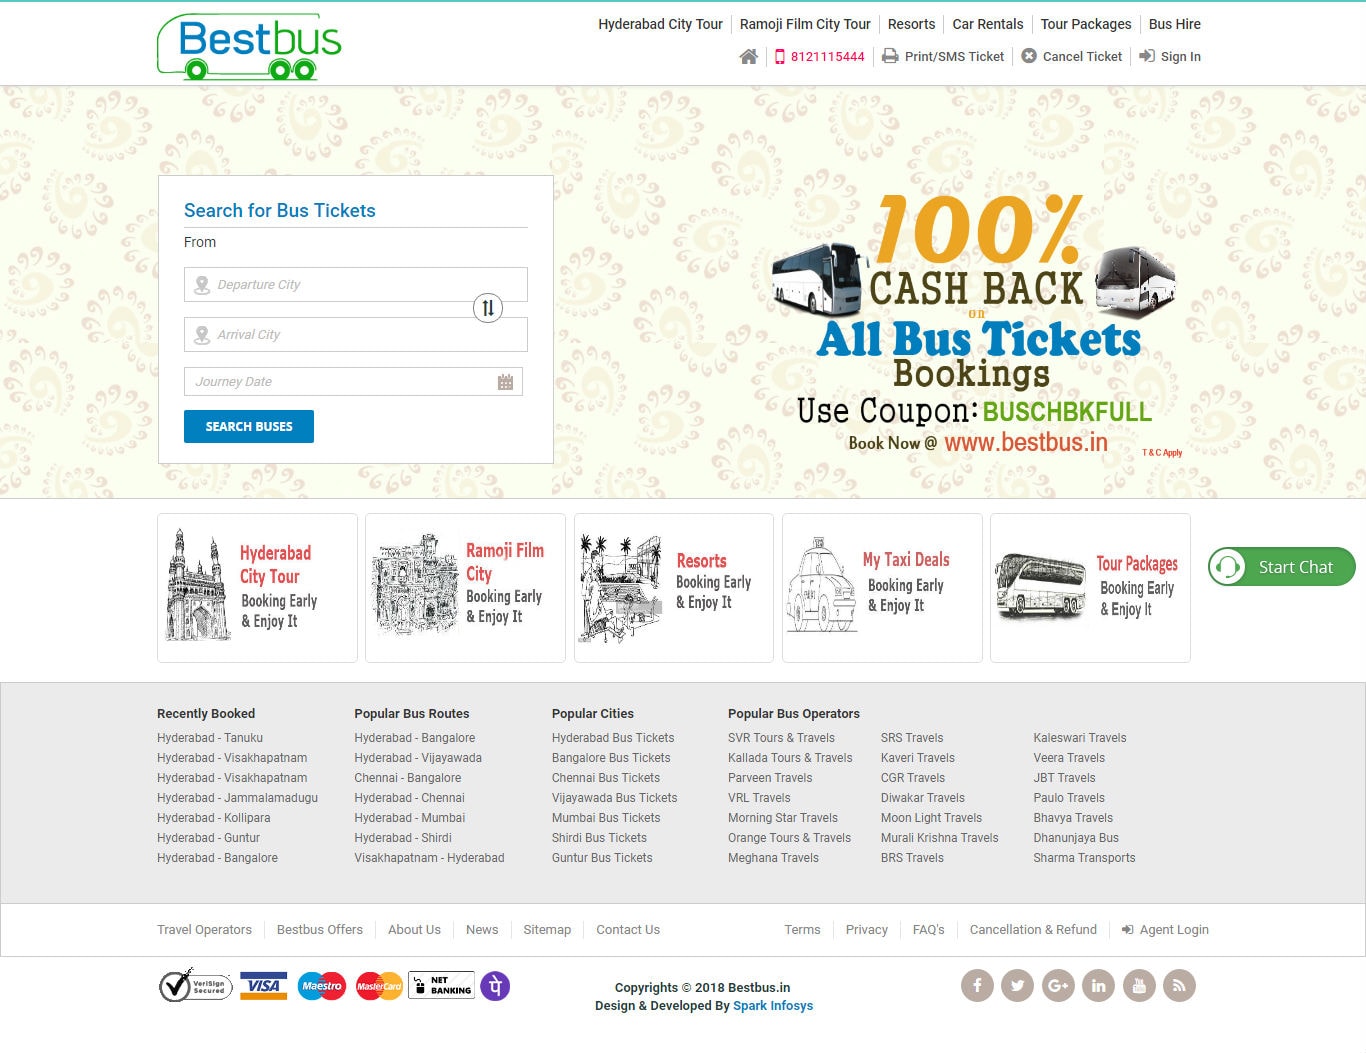 Bestbus
Hyderabad City Tour
Ramoji Film City Tour
Resorts
Car Rentals
Tour Packages
Bus Hire
8121115444
Print/SMS Ticket
Cancel Ticket
Sign In
Search for Bus Tickets
From
Departure City
Arrival City
Journey Date
SEARCH BUSES
100%
CASH BACK
on
All Bus Tickets
Bookings
Use Coupon: BUSCHBKFULL
Book Now @ www.bestbus.in
T & C Apply
Hyderabad
City Tour
Booking Early
& Enjoy It
Ramoji Film
City
Booking Early
& Enjoy It
Resorts
Booking Early
& Enjoy It
My Taxi Deals
Booking Early
& Enjoy It
Tour Packages
Booking Early
& Enjoy It
Start Chat
Recently Booked
Hyderabad - Tanuku
Hyderabad - Visakhapatnam
Hyderabad - Visakhapatnam
Hyderabad - Jammalamadugu
Hyderabad - Kollipara
Hyderabad - Guntur
Hyderabad - Bangalore
Popular Bus Routes
Hyderabad - Bangalore
Hyderabad - Vijayawada
Chennai - Bangalore
Hyderabad - Chennai
Hyderabad - Mumbai
Hyderabad - Shirdi
Visakhapatnam - Hyderabad
Popular Cities
Hyderabad Bus Tickets
Bangalore Bus Tickets
Chennai Bus Tickets
Vijayawada Bus Tickets
Mumbai Bus Tickets
Shirdi Bus Tickets
Guntur Bus Tickets
Popular Bus Operators
SVR Tours & Travels
Kallada Tours & Travels
Parveen Travels
VRL Travels
Morning Star Travels
Orange Tours & Travels
Meghana Travels
SRS Travels
Kaveri Travels
CGR Travels
Diwakar Travels
Moon Light Travels
Murali Krishna Travels
BRS Travels
Kaleswari Travels
Veera Travels
JBT Travels
Paulo Travels
Bhavya Travels
Dhanunjaya Bus
Sharma Transports
Travel Operators
Bestbus Offers
About Us
News
Sitemap
Contact Us
Terms
Privacy
FAQ's
Cancellation & Refund
Agent Login
VeriSign
Secured
VISA
Maestro
MasterCard
NET
BANKING
पे
Copyrights © 2018 Bestbus.in
Design & Developed By Spark Infosys